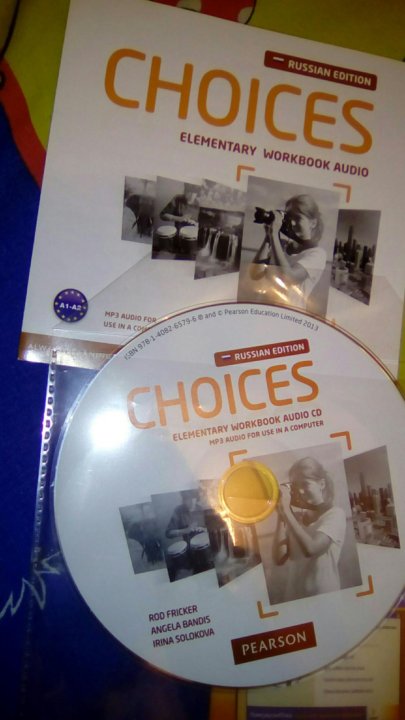 RUSSIAN EDITION
CHOICES
ELEMENTARY WORKBOOK AUDIO
A1-A2
MP3 AUDIO FOR
USE IN A COMPU
ISBN 978-1-4082-6579-6 ℗ and © Pearson Education Limited 2013
RUSSIAN EDITION
CHOICES
ELEMENTARY WORKBOOK AUDIO CD
MP3 AUDIO FOR USE IN A COMPUTER
ROD FRICKER
ANGELA BANDIS
IRINA SOLOKOVA
PEARSON